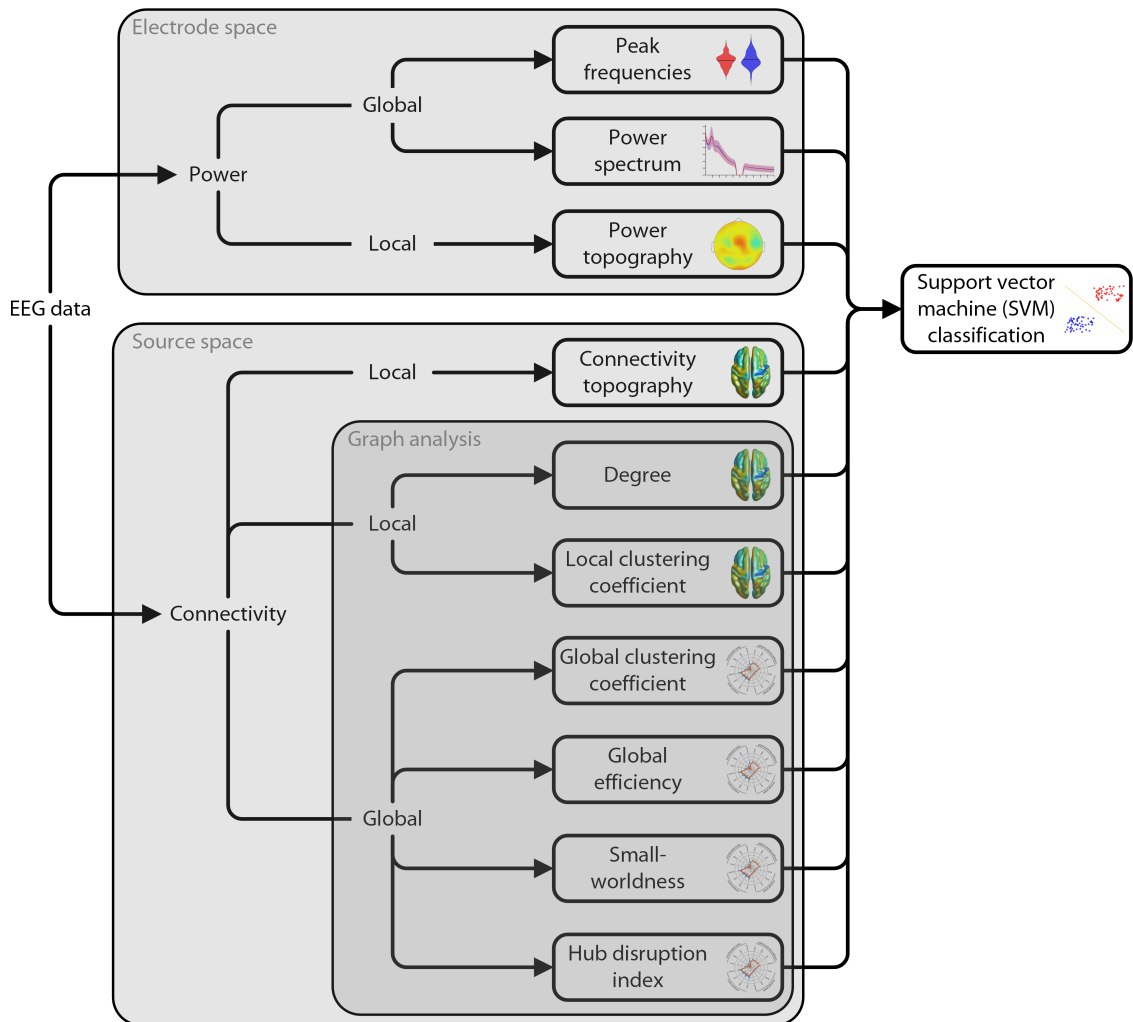 Electrode space
Peak
frequencies
Global
Power
spectrum
Power
Local
Power
topography
EEG data
Support vector
machine (SVM)
classification
Source space
Local
Connectivity
topography
Graph analysis
Degree
Local
Local clustering
coefficient
Connectivity
Global clustering
coefficient
Global
efficiency
Global
Small-
worldness
Hub disruption
index